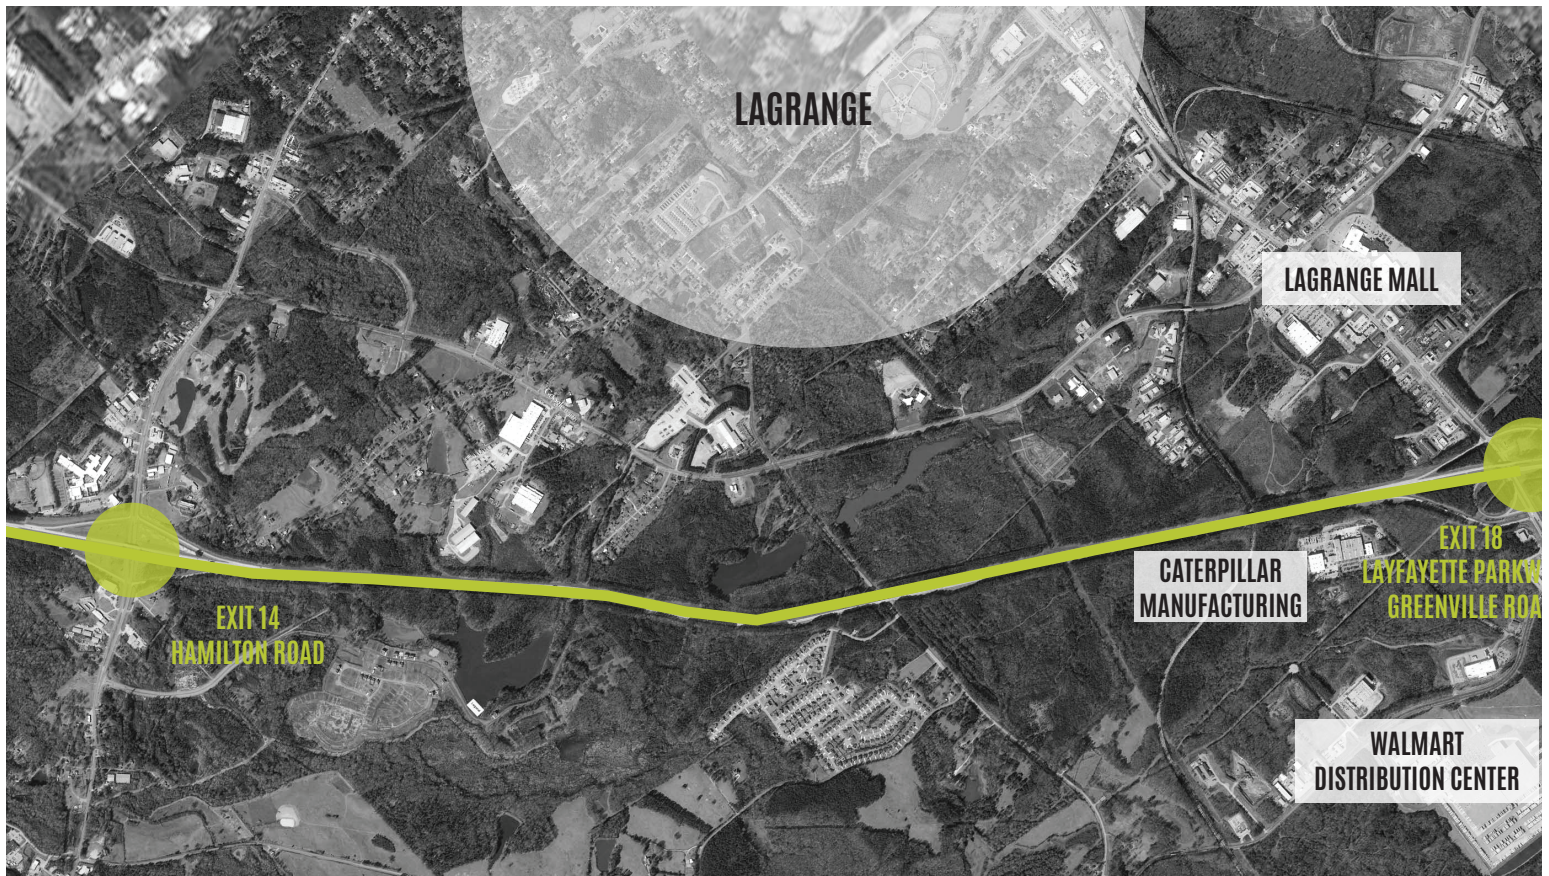 LAGRANGE
LAGRANGE MALL
EXIT 18
LAYFAYETTE PARKW
GREENVILLE ROA
CATERPILLAR
MANUFACTURING
EXIT 14
HAMILTON ROAD
WALMART
DISTRIBUTION CENTER